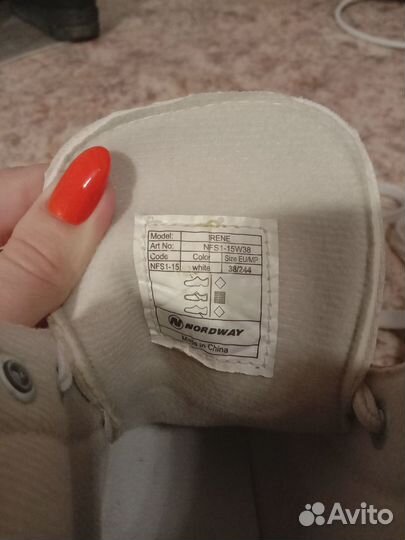 Model: IRENE
Art No: NFS1-15W38
Code Color Size EU/MP
NFS1-15 white 38/244
NORDWAY
Made in China
Avito